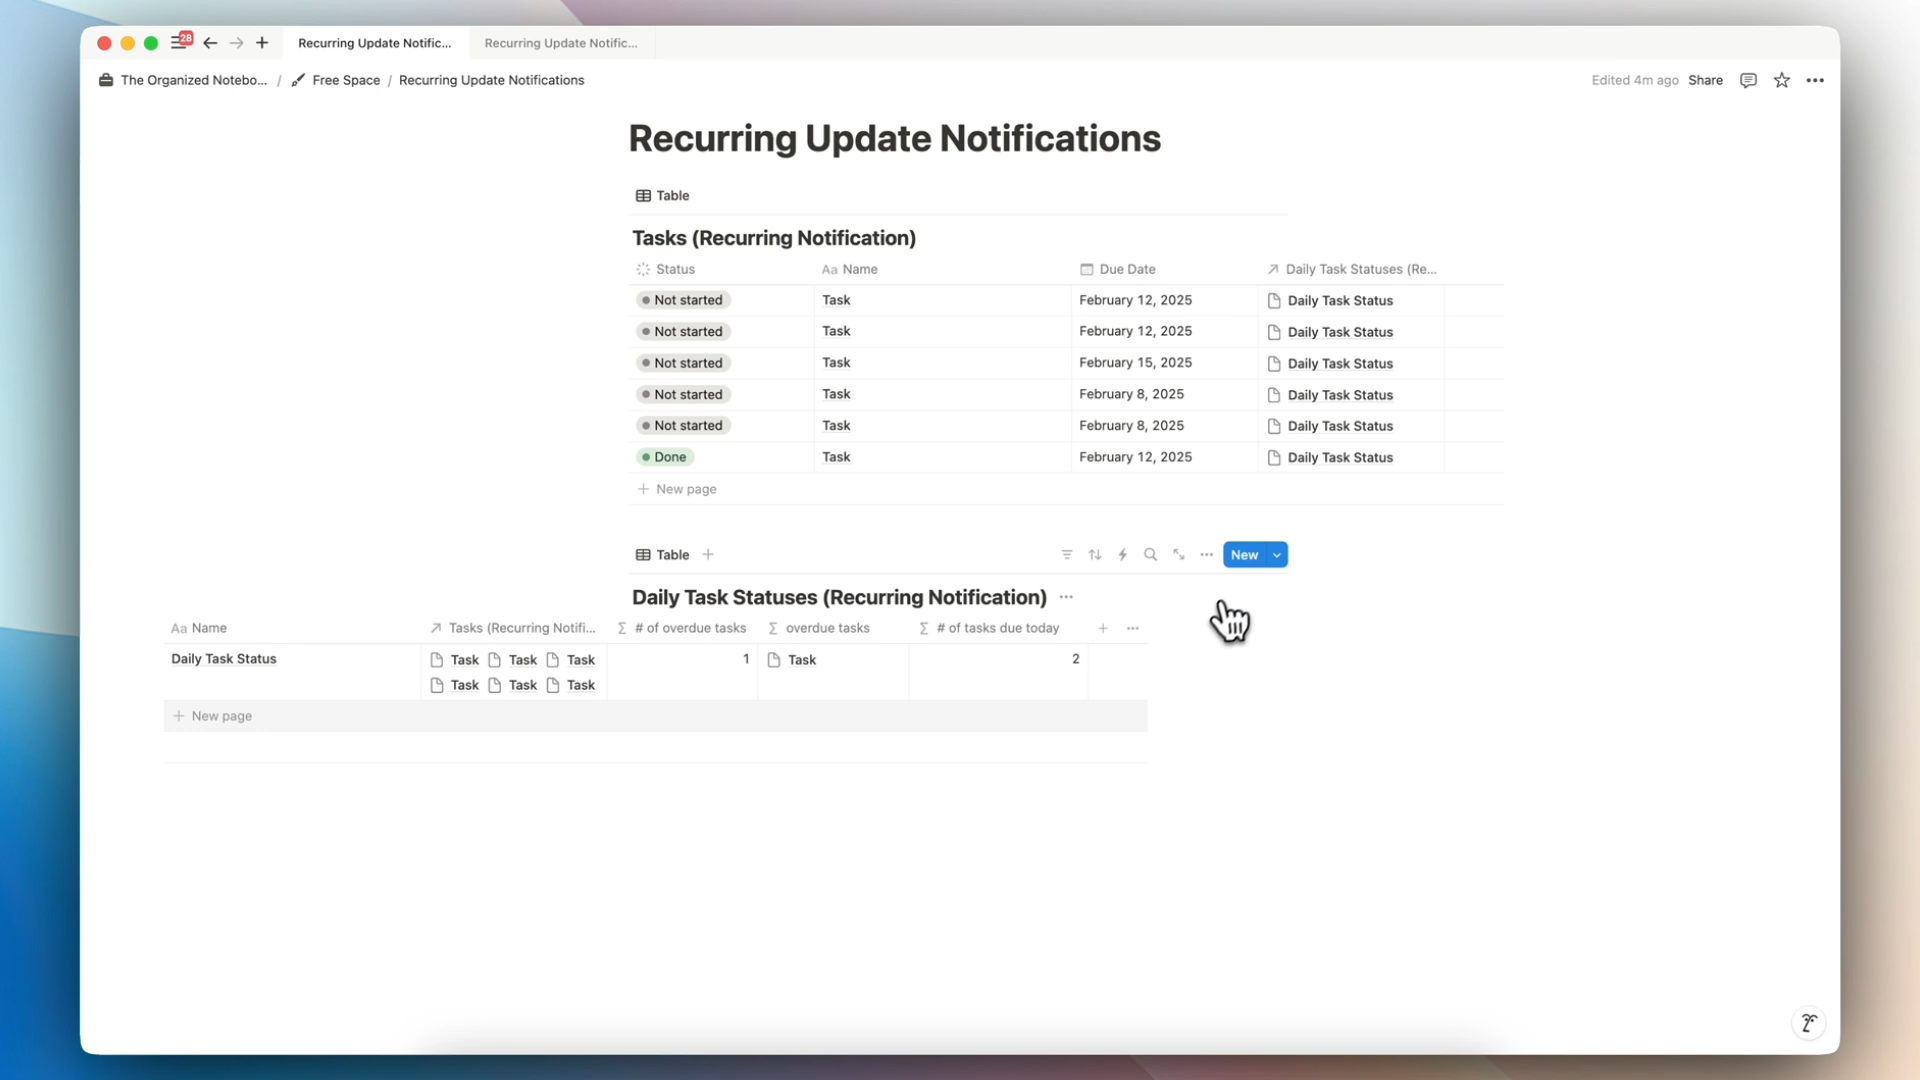 28 Recurring Update Notific... Recurring Update Notific...
The Organized Notebo... / Free Space / Recurring Update Notifications Edited 4m ago Share
Recurring Update Notifications
Table
Tasks (Recurring Notification)
Status Aa Name Due Date Daily Task Statuses (Re...
Not started Task February 12, 2025 Daily Task Status
Not started Task February 12, 2025 Daily Task Status
Not started Task February 15, 2025 Daily Task Status
Not started Task February 8, 2025 Daily Task Status
Not started Task February 8, 2025 Daily Task Status
Done Task February 12, 2025 Daily Task Status
New page
Table New
Daily Task Statuses (Recurring Notification)
Aa Name Tasks (Recurring Notifi... Σ # of overdue tasks Σ overdue tasks Σ # of tasks due today
Daily Task Status Task Task Task 1 Task 2
Task Task Task
New page